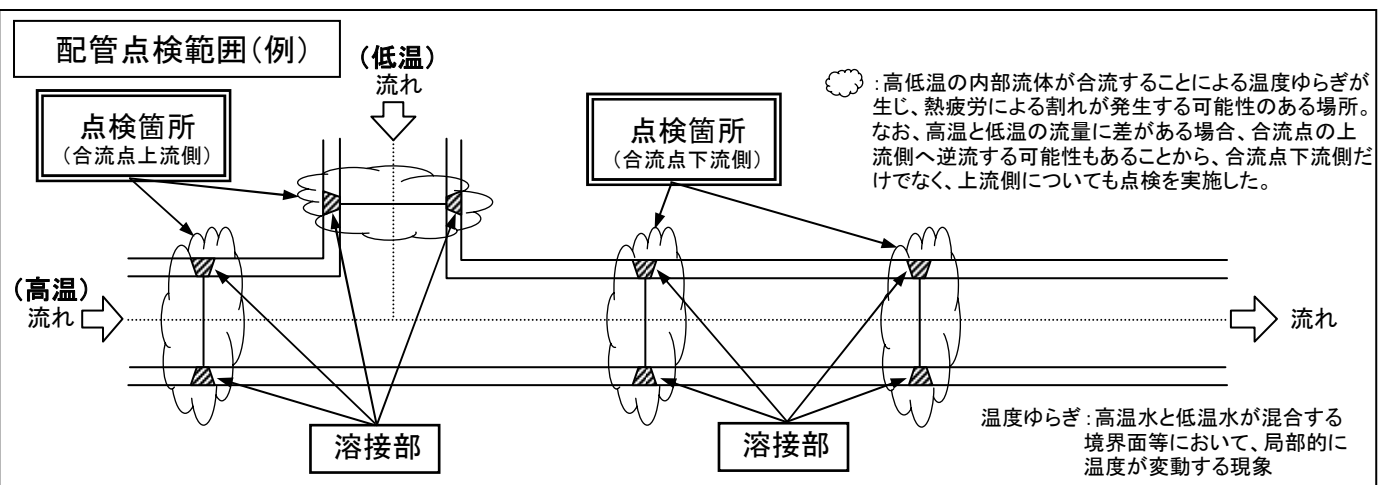 配管点検範囲(例)
(低温)
流れ
点検箇所
(合流点上流側)
点検箇所
(合流点下流側)
:高低温の内部流体が合流することによる温度ゆらぎが
生じ、熱疲労による割れが発生する可能性のある場所。
なお、高温と低温の流量に差がある場合、合流点の上
流側へ逆流する可能性もあることから、合流点下流側だ
けでなく、上流側についても点検を実施した。
(高温)
流れ
流れ
溶接部
溶接部
温度ゆらぎ:高温水と低温水が混合する
境界面等において、局部的に
温度が変動する現象